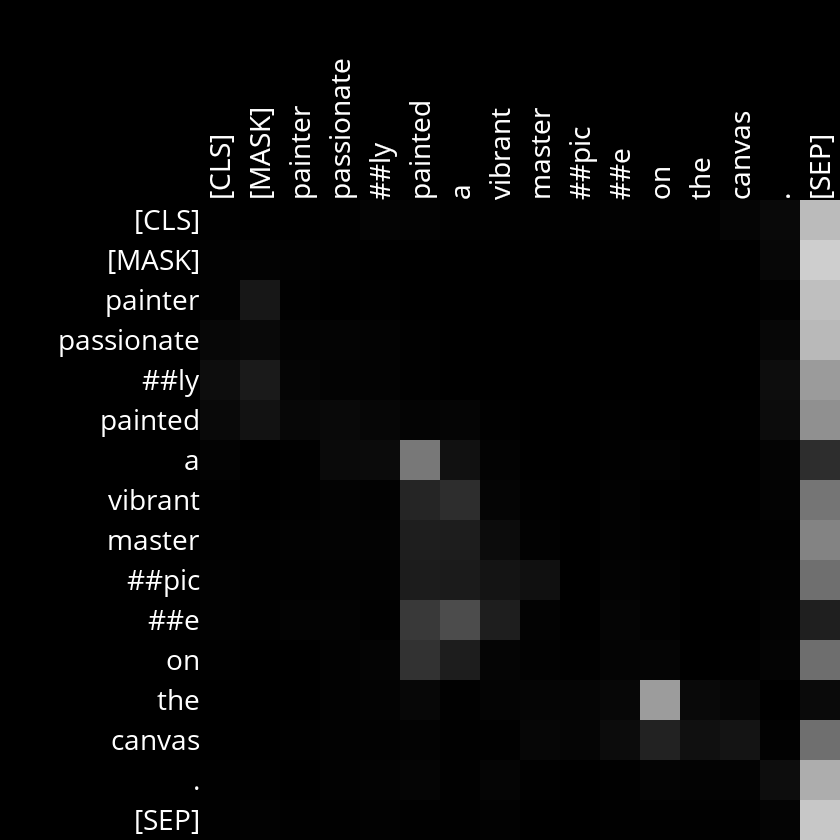 [CLS]
[MASK]
painter
passionate
##ly
painted
a
vibrant
master
##pic
##e
on
the
canvas
.
[SEP]
[CLS]
[MASK]
painter
passionate
##ly
painted
a
vibrant
master
##pic
##e
on
the
canvas
.
[SEP]